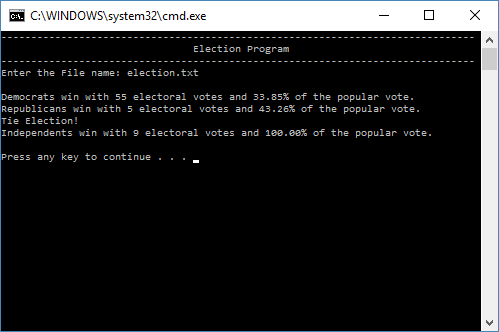 C:\WINDOWS\system32\cmd.exe
-------------------------------------------------------------------------------
Election Program
-------------------------------------------------------------------------------
Enter the File name: election.txt
Democrats win with 55 electoral votes and 33.85% of the popular vote.
Republicans win with 5 electoral votes and 43.26% of the popular vote.
Tie Election!
Independents win with 9 electoral votes and 100.00% of the popular vote.
Press any key to continue . . .